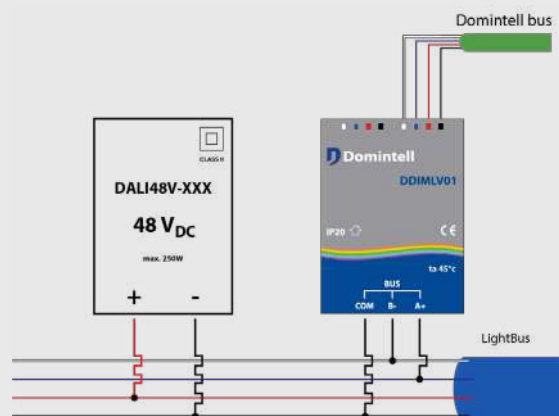 Domintell bus
CLASS II
DALI48V-XXX
48 VDC
max. 250W
+ -
Domintell
DDIMLV01
IP20 CE
ta 45°c
BUS
COM B- A+
LightBus